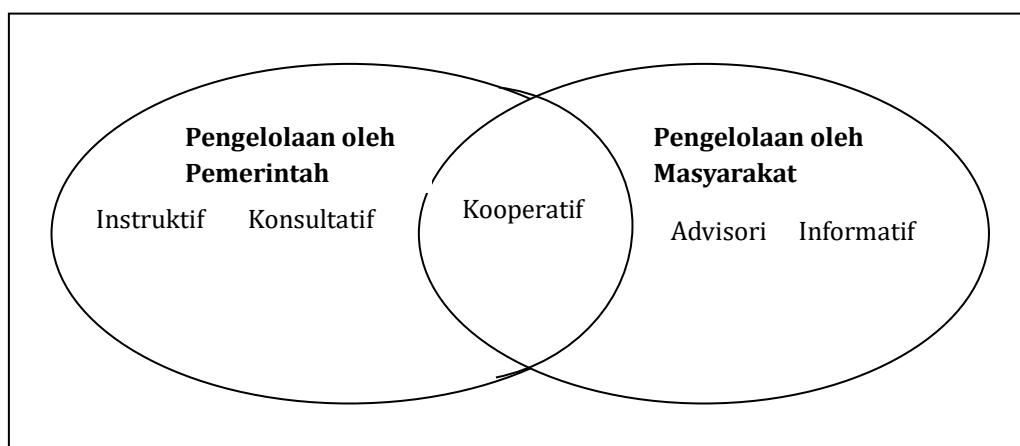 Pengelolaan oleh
Pemerintah
Instruktif Konsultatif
Kooperatif
Pengelolaan oleh
Masyarakat
Advisori Informatif